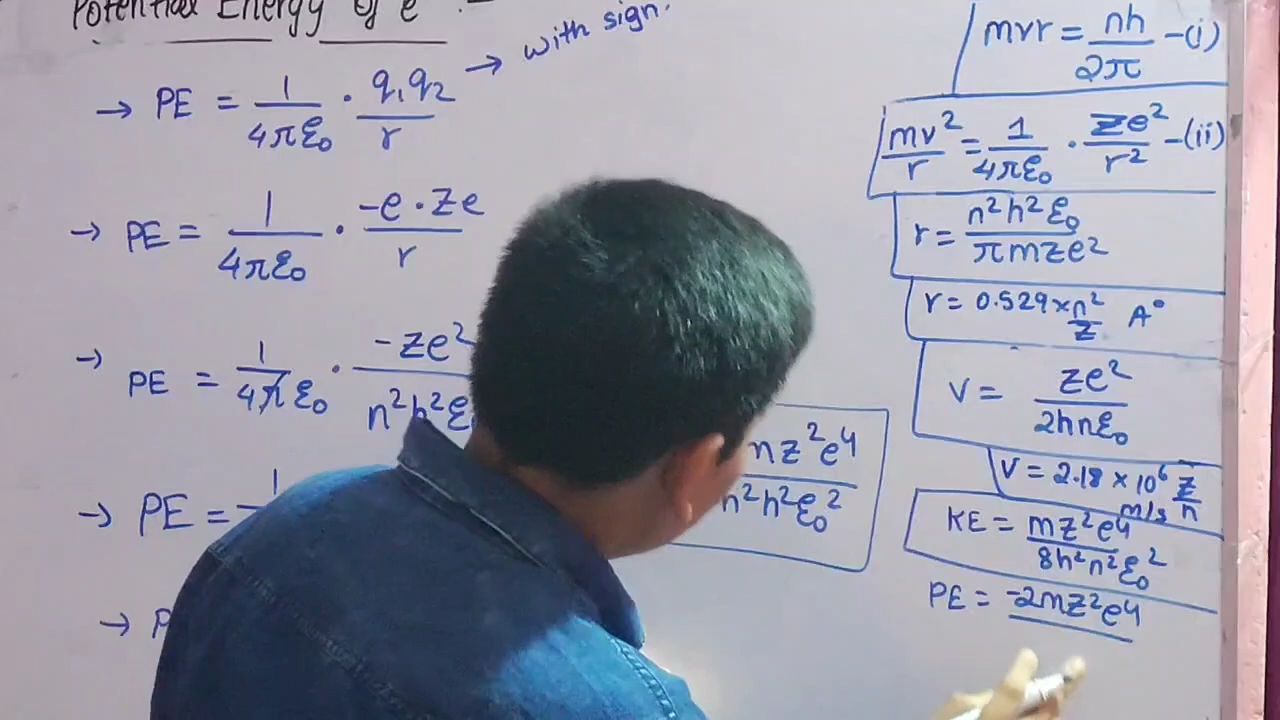 Potential Energy of e⁻ :-
→ PE = 1/4πε₀ · q₁q₂/r → with sign.
→ PE = 1/4πε₀ · -e·ze/r
→ PE = 1/4πε₀ · -ze²/n²h²ε
→ PE = 1
→ P
nz²e⁴/n²h²ε₀²
mvr = nh/2π -(i)
mv²/r = 1/4πε₀ · ze²/r² -(ii)
r = n²h²ε₀/πmze²
r = 0.529 × n²/z A°
v = ze²/2hnε₀
v = 2.18 × 10⁶ z/n m/s
KE = mz²e⁴/8h²n²ε₀²
PE = -2mz²e⁴